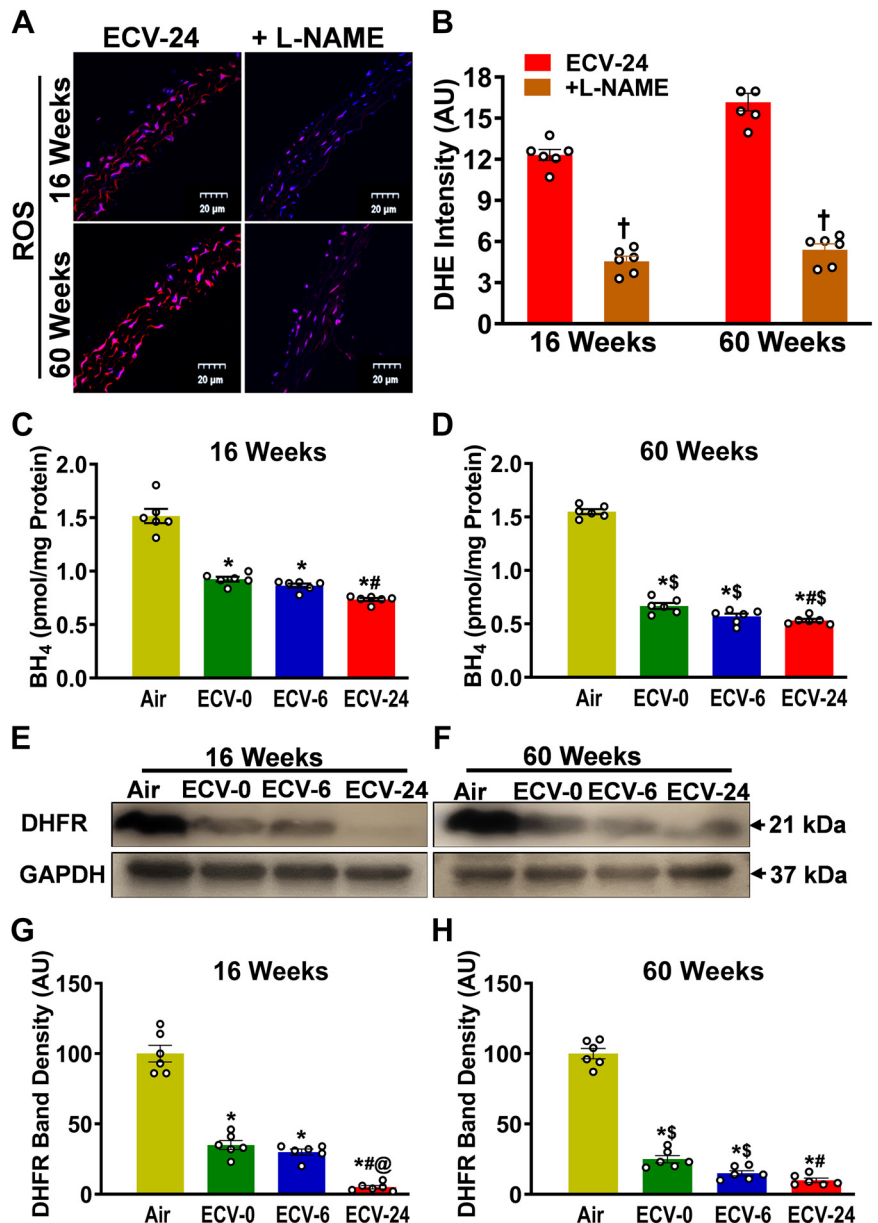 A
ECV-24
+ L-NAME
ROS
16 Weeks
20 µm
20 µm
60 Weeks
20 µm
20 µm
B
ECV-24
+L-NAME
DHE Intensity (AU)
18
15
12
9
6
3
0
†
†
16 Weeks
60 Weeks
C
16 Weeks
BH4 (pmol/mg Protein)
2.0
1.5
1.0
0.5
0.0
*
*
*#
Air
ECV-0
ECV-6
ECV-24
D
60 Weeks
BH4 (pmol/mg Protein)
2.0
1.5
1.0
0.5
0.0
*$
*$
*#$
Air
ECV-0
ECV-6
ECV-24
E
16 Weeks
Air
ECV-0
ECV-6
ECV-24
F
60 Weeks
Air
ECV-0
ECV-6
ECV-24
DHFR
21 kDa
GAPDH
37 kDa
G
16 Weeks
DHFR Band Density (AU)
150
100
50
0
*
*
*#@
Air
ECV-0
ECV-6
ECV-24
H
60 Weeks
DHFR Band Density (AU)
150
100
50
0
*$
*$
*#
Air
ECV-0
ECV-6
ECV-24